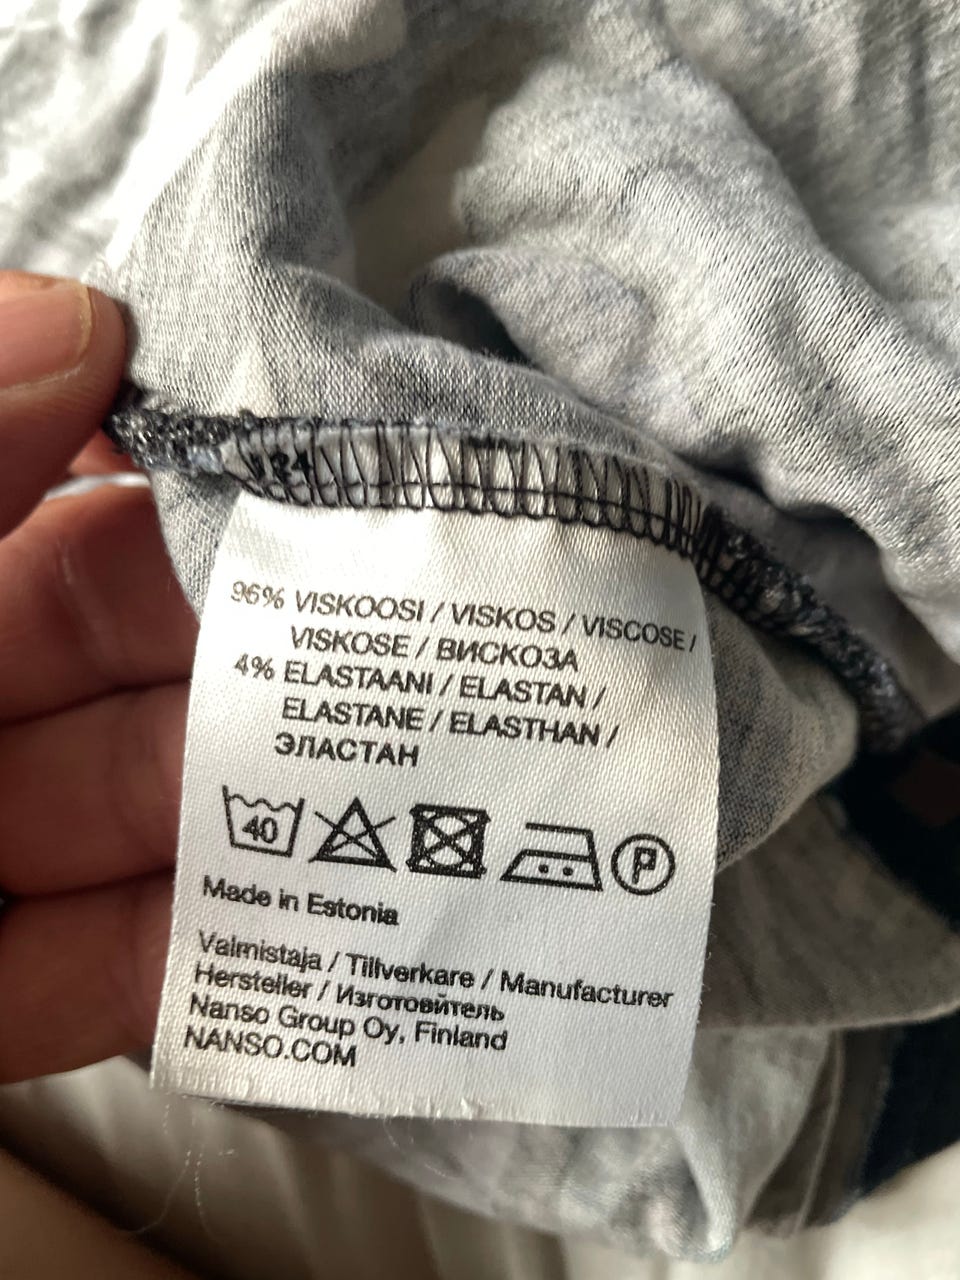 96% VISKOOSI / VISKOS / VISCOSE /
VISKOSE / ВИСКОЗА
4% ELASTAANI / ELASTAN /
ELASTANE / ELASTHAN /
ЭЛАСТАН
40
P
Made in Estonia
Valmistaja / Tillverkare / Manufacturer
Hersteller / Изготовйтель
Nanso Group Oy, Finland
NANSO.COM